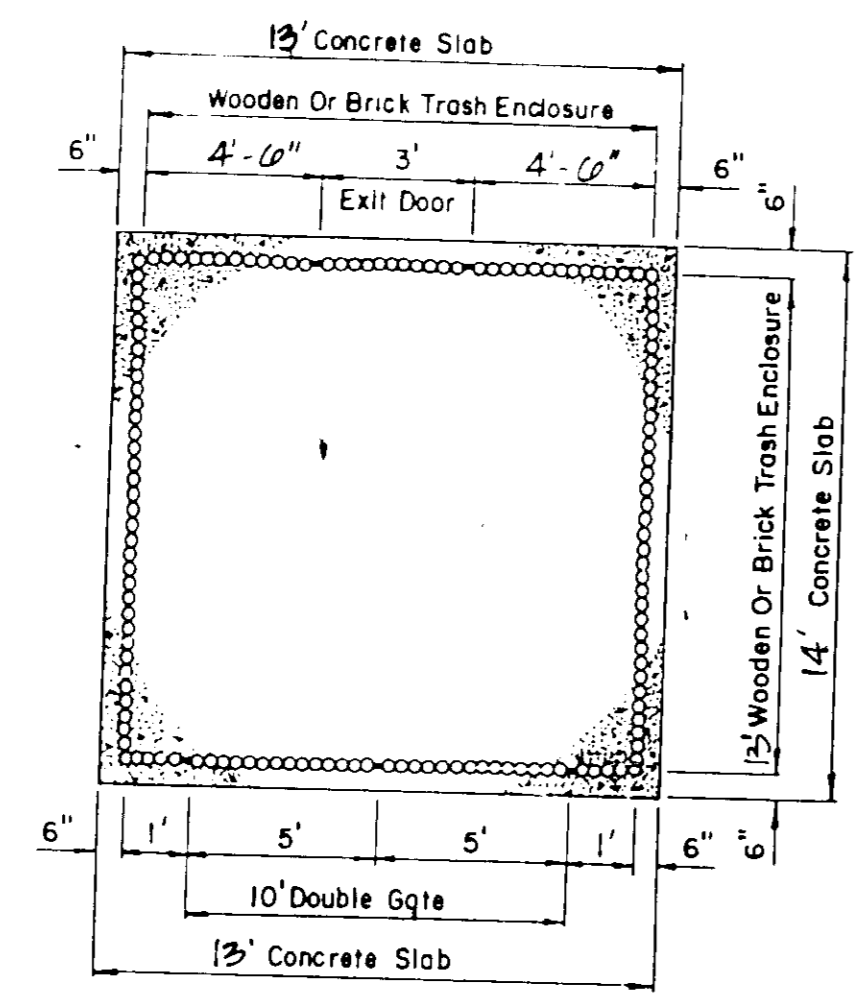 13' Concrete Slab
Wooden Or Brick Trash Enclosure
6" 4'-6" 3' 4'-6" 6" 6"
Exit Door
13' Wooden Or Brick Trash Enclosure
14' Concrete Slab
6" 1' 5' 5' 1' 6" 6"
10' Double Gate
13' Concrete Slab